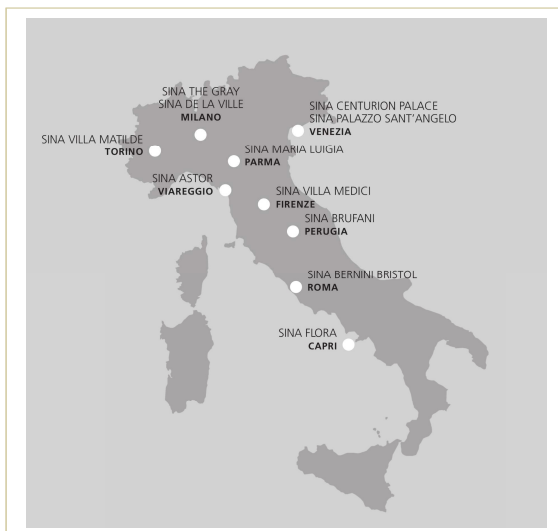 SINA THE GRAY
SINA DE LA VILLE
MILANO
SINA CENTURION PALACE
SINA PALAZZO SANT'ANGELO
VENEZIA
SINA VILLA MATILDE
TORINO
SINA MARIA LUIGIA
PARMA
SINA ASTOR
VIAREGGIO
SINA VILLA MEDICI
FIRENZE
SINA BRUFANI
PERUGIA
SINA BERNINI BRISTOL
ROMA
SINA FLORA
CAPRI